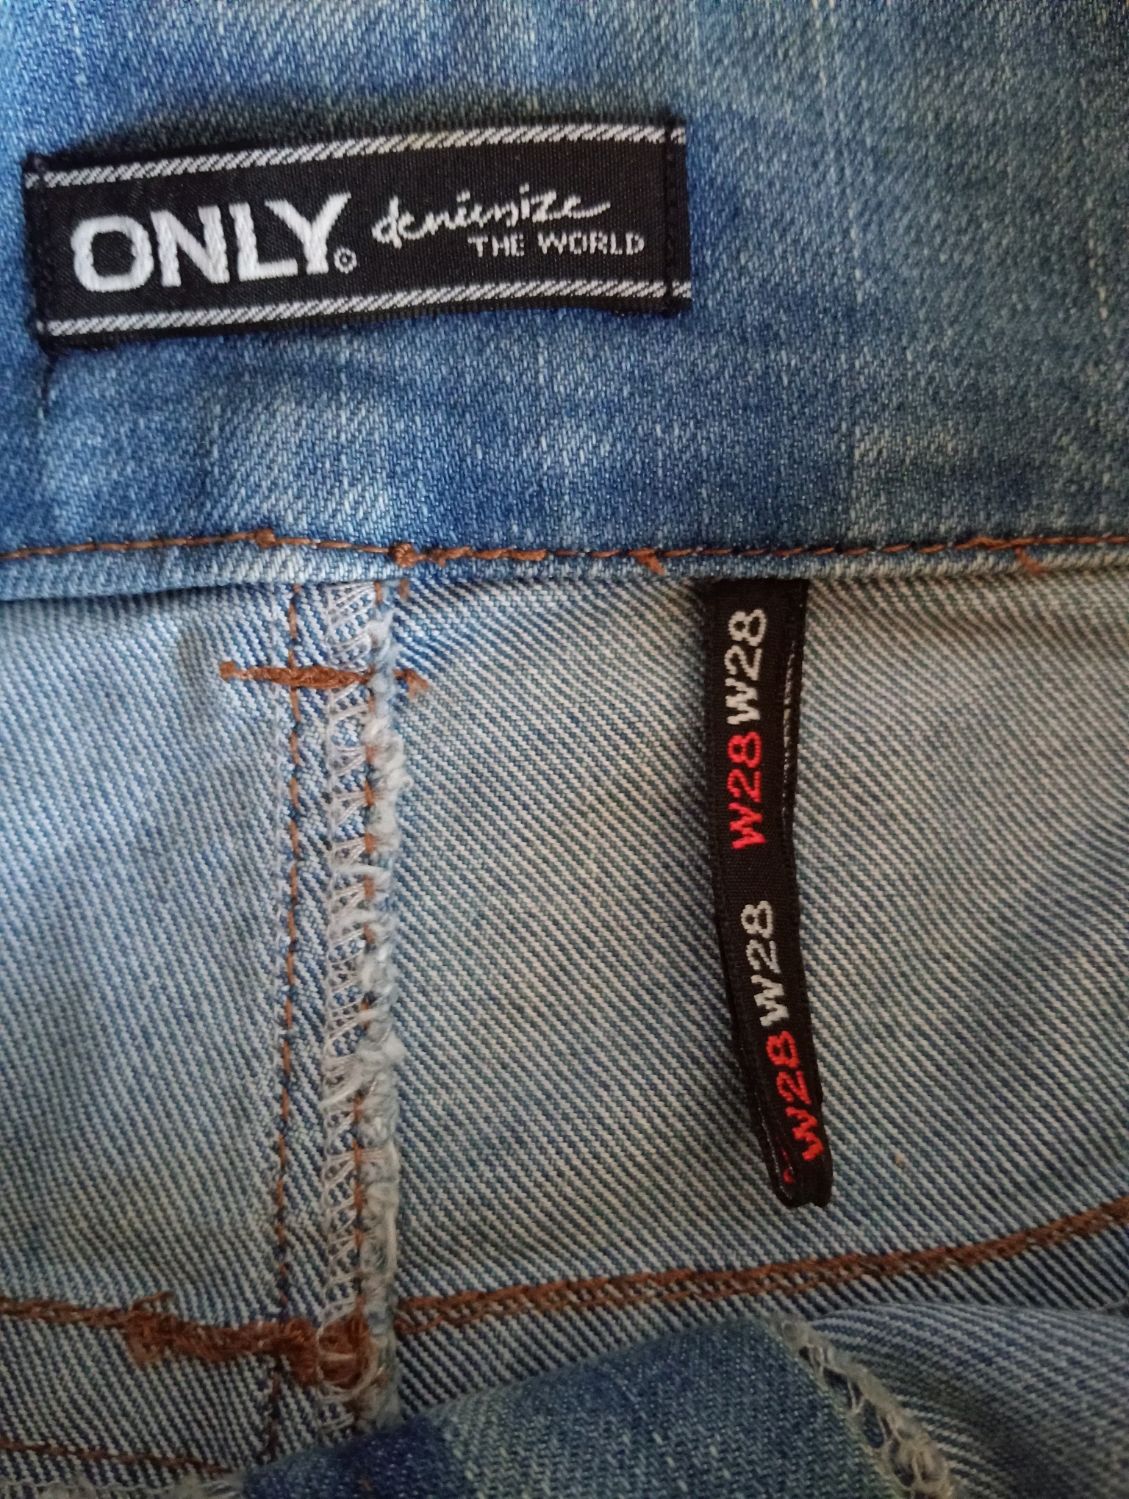 ONLY® denimize
THE WORLD
W28 W28
W28 W28